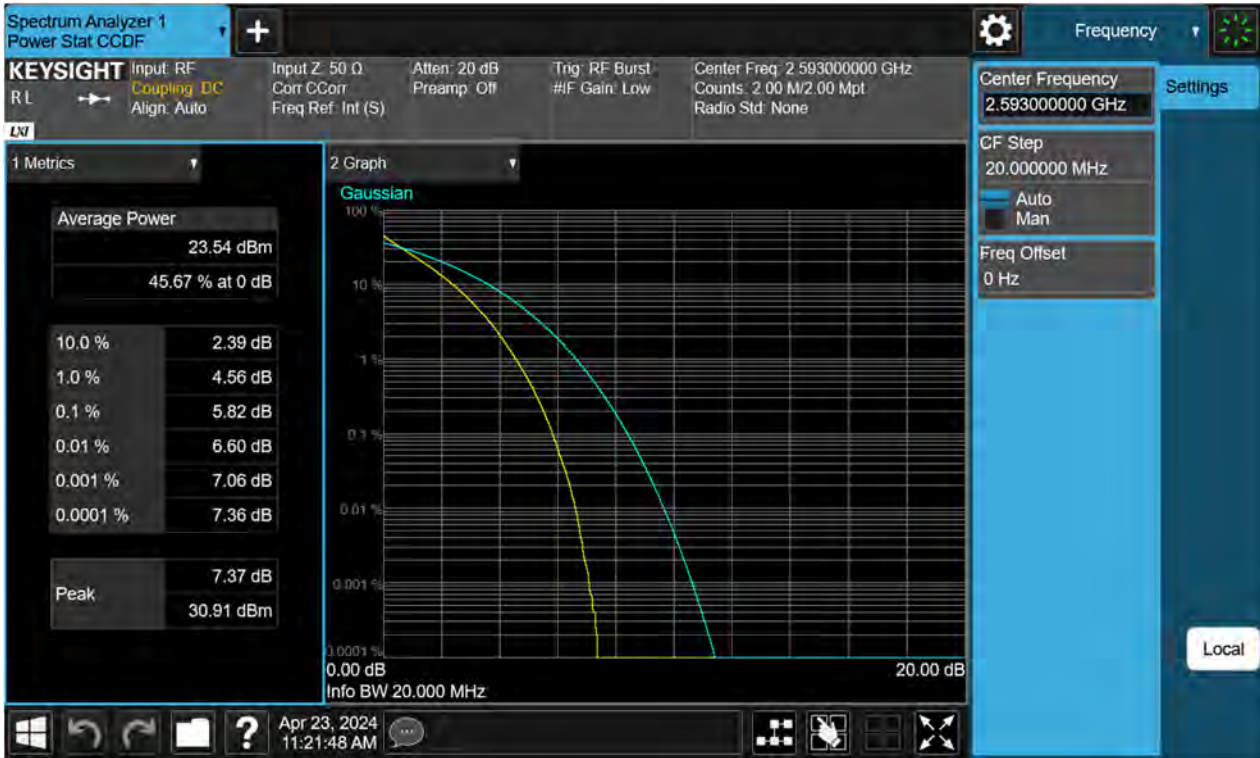 Spectrum Analyzer 1
Power Stat CCDF
+
Frequency
KEYSIGHT
R L
LXI
Input: RF
Coupling: DC
Align: Auto
Input Z: 50 Ω
Corr CCorr
Freq Ref: Int (S)
Atten: 20 dB
Preamp: Off
Trig: RF Burst
#IF Gain: Low
Center Freq: 2.593000000 GHz
Counts: 2.00 M/2.00 Mpt
Radio Std: None
Center Frequency
2.593000000 GHz
Settings
CF Step
20.000000 MHz
Auto
Man
Freq Offset
0 Hz
Local
1 Metrics
Average Power
23.54 dBm
45.67 % at 0 dB
10.0 % 2.39 dB
1.0 % 4.56 dB
0.1 % 5.82 dB
0.01 % 6.60 dB
0.001 % 7.06 dB
0.0001 % 7.36 dB
Peak
7.37 dB
30.91 dBm
2 Graph
Gaussian
100 %
10 %
1 %
0.1 %
0.01 %
0.001 %
0.0001 %
0.00 dB 20.00 dB
Info BW 20.000 MHz
?
Apr 23, 2024
11:21:48 AM